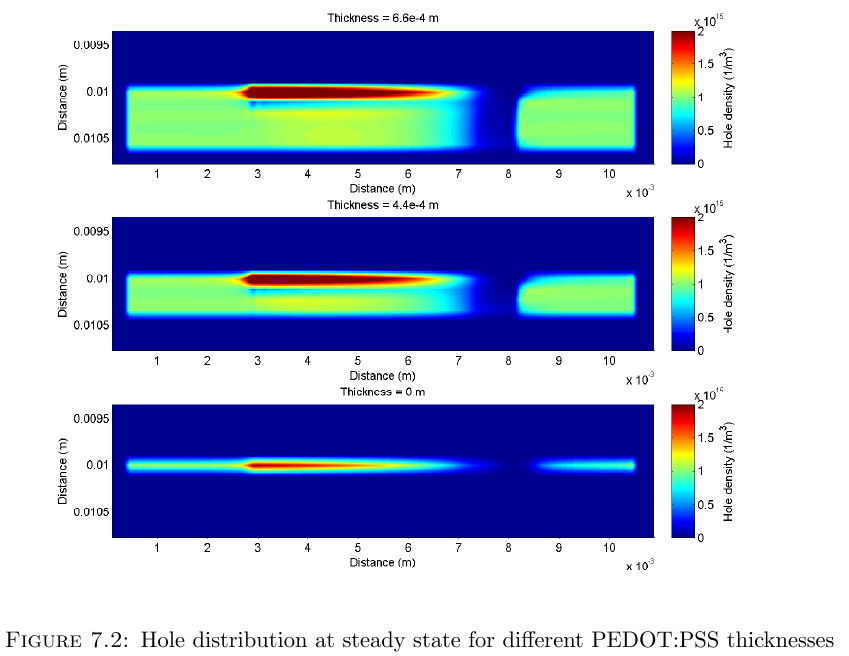 Thickness = 6.6e-4 m
x 10^15
0.0095
0.01
0.0105
Distance (m)
2
1.5
1
0.5
0
Hole density (1/m^3)
1 2 3 4 5 6 7 8 9 10
Distance (m)
x 10^-3
Thickness = 4.4e-4 m
x 10^15
0.0095
0.01
0.0105
Distance (m)
2
1.5
1
0.5
0
Hole density (1/m^3)
1 2 3 4 5 6 7 8 9 10
Distance (m)
x 10^-3
Thickness = 0 m
x 10^15
0.0095
0.01
0.0105
Distance (m)
2
1.5
1
0.5
0
Hole density (1/m^3)
1 2 3 4 5 6 7 8 9 10
Distance (m)
x 10^-3
FIGURE 7.2: Hole distribution at steady state for different PEDOT:PSS thicknesses